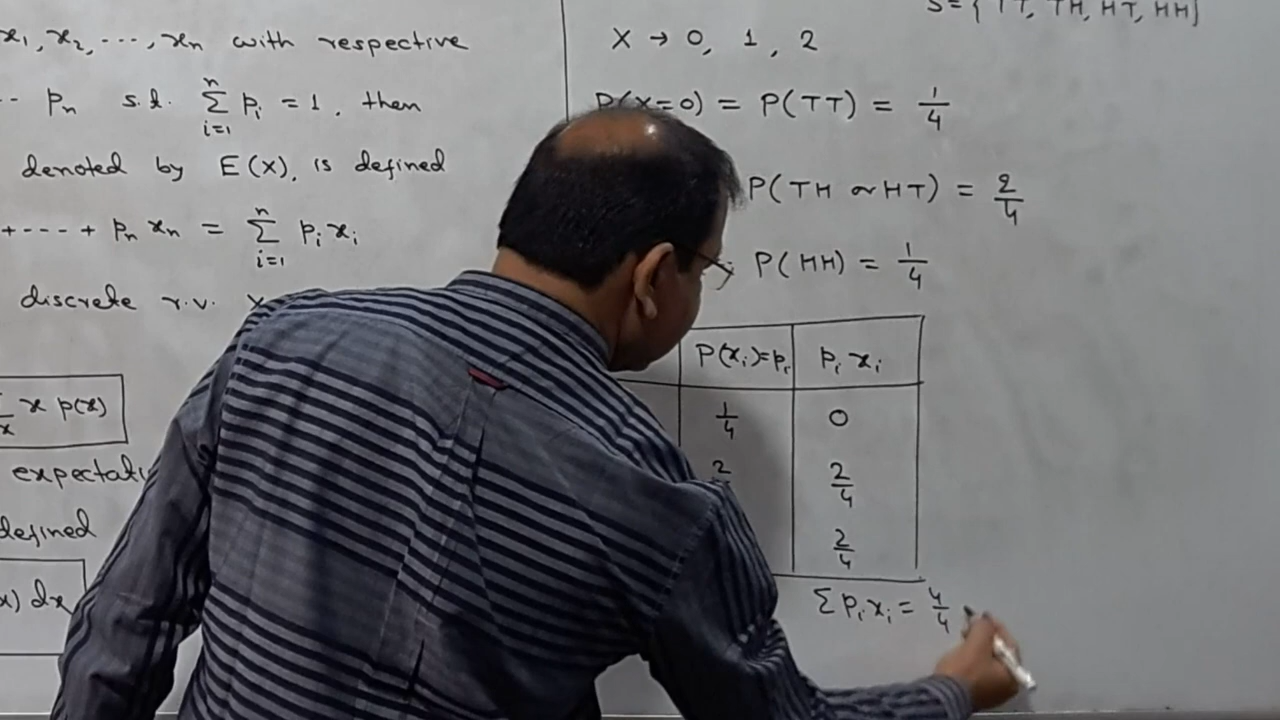 x₁, x₂, ..., xₙ with respective
-- pₙ s.t. ∑ᵢ₌₁ⁿ pᵢ = 1, then
denoted by E(X), is defined
+----+ pₙ xₙ = ∑ᵢ₌₁ⁿ pᵢ xᵢ
discrete r.v. X
x p(x)
expectati
defined
x) dx
S = { TT, TH, HT, HH}
X → 0, 1, 2
P(X=0) = P(TT) = 1/4
P(TH or HT) = 2/4
P(HH) = 1/4
P(xᵢ)=pᵢ pᵢ xᵢ
1/4 0
2 2/4
2/4
∑ pᵢ xᵢ = 4/4